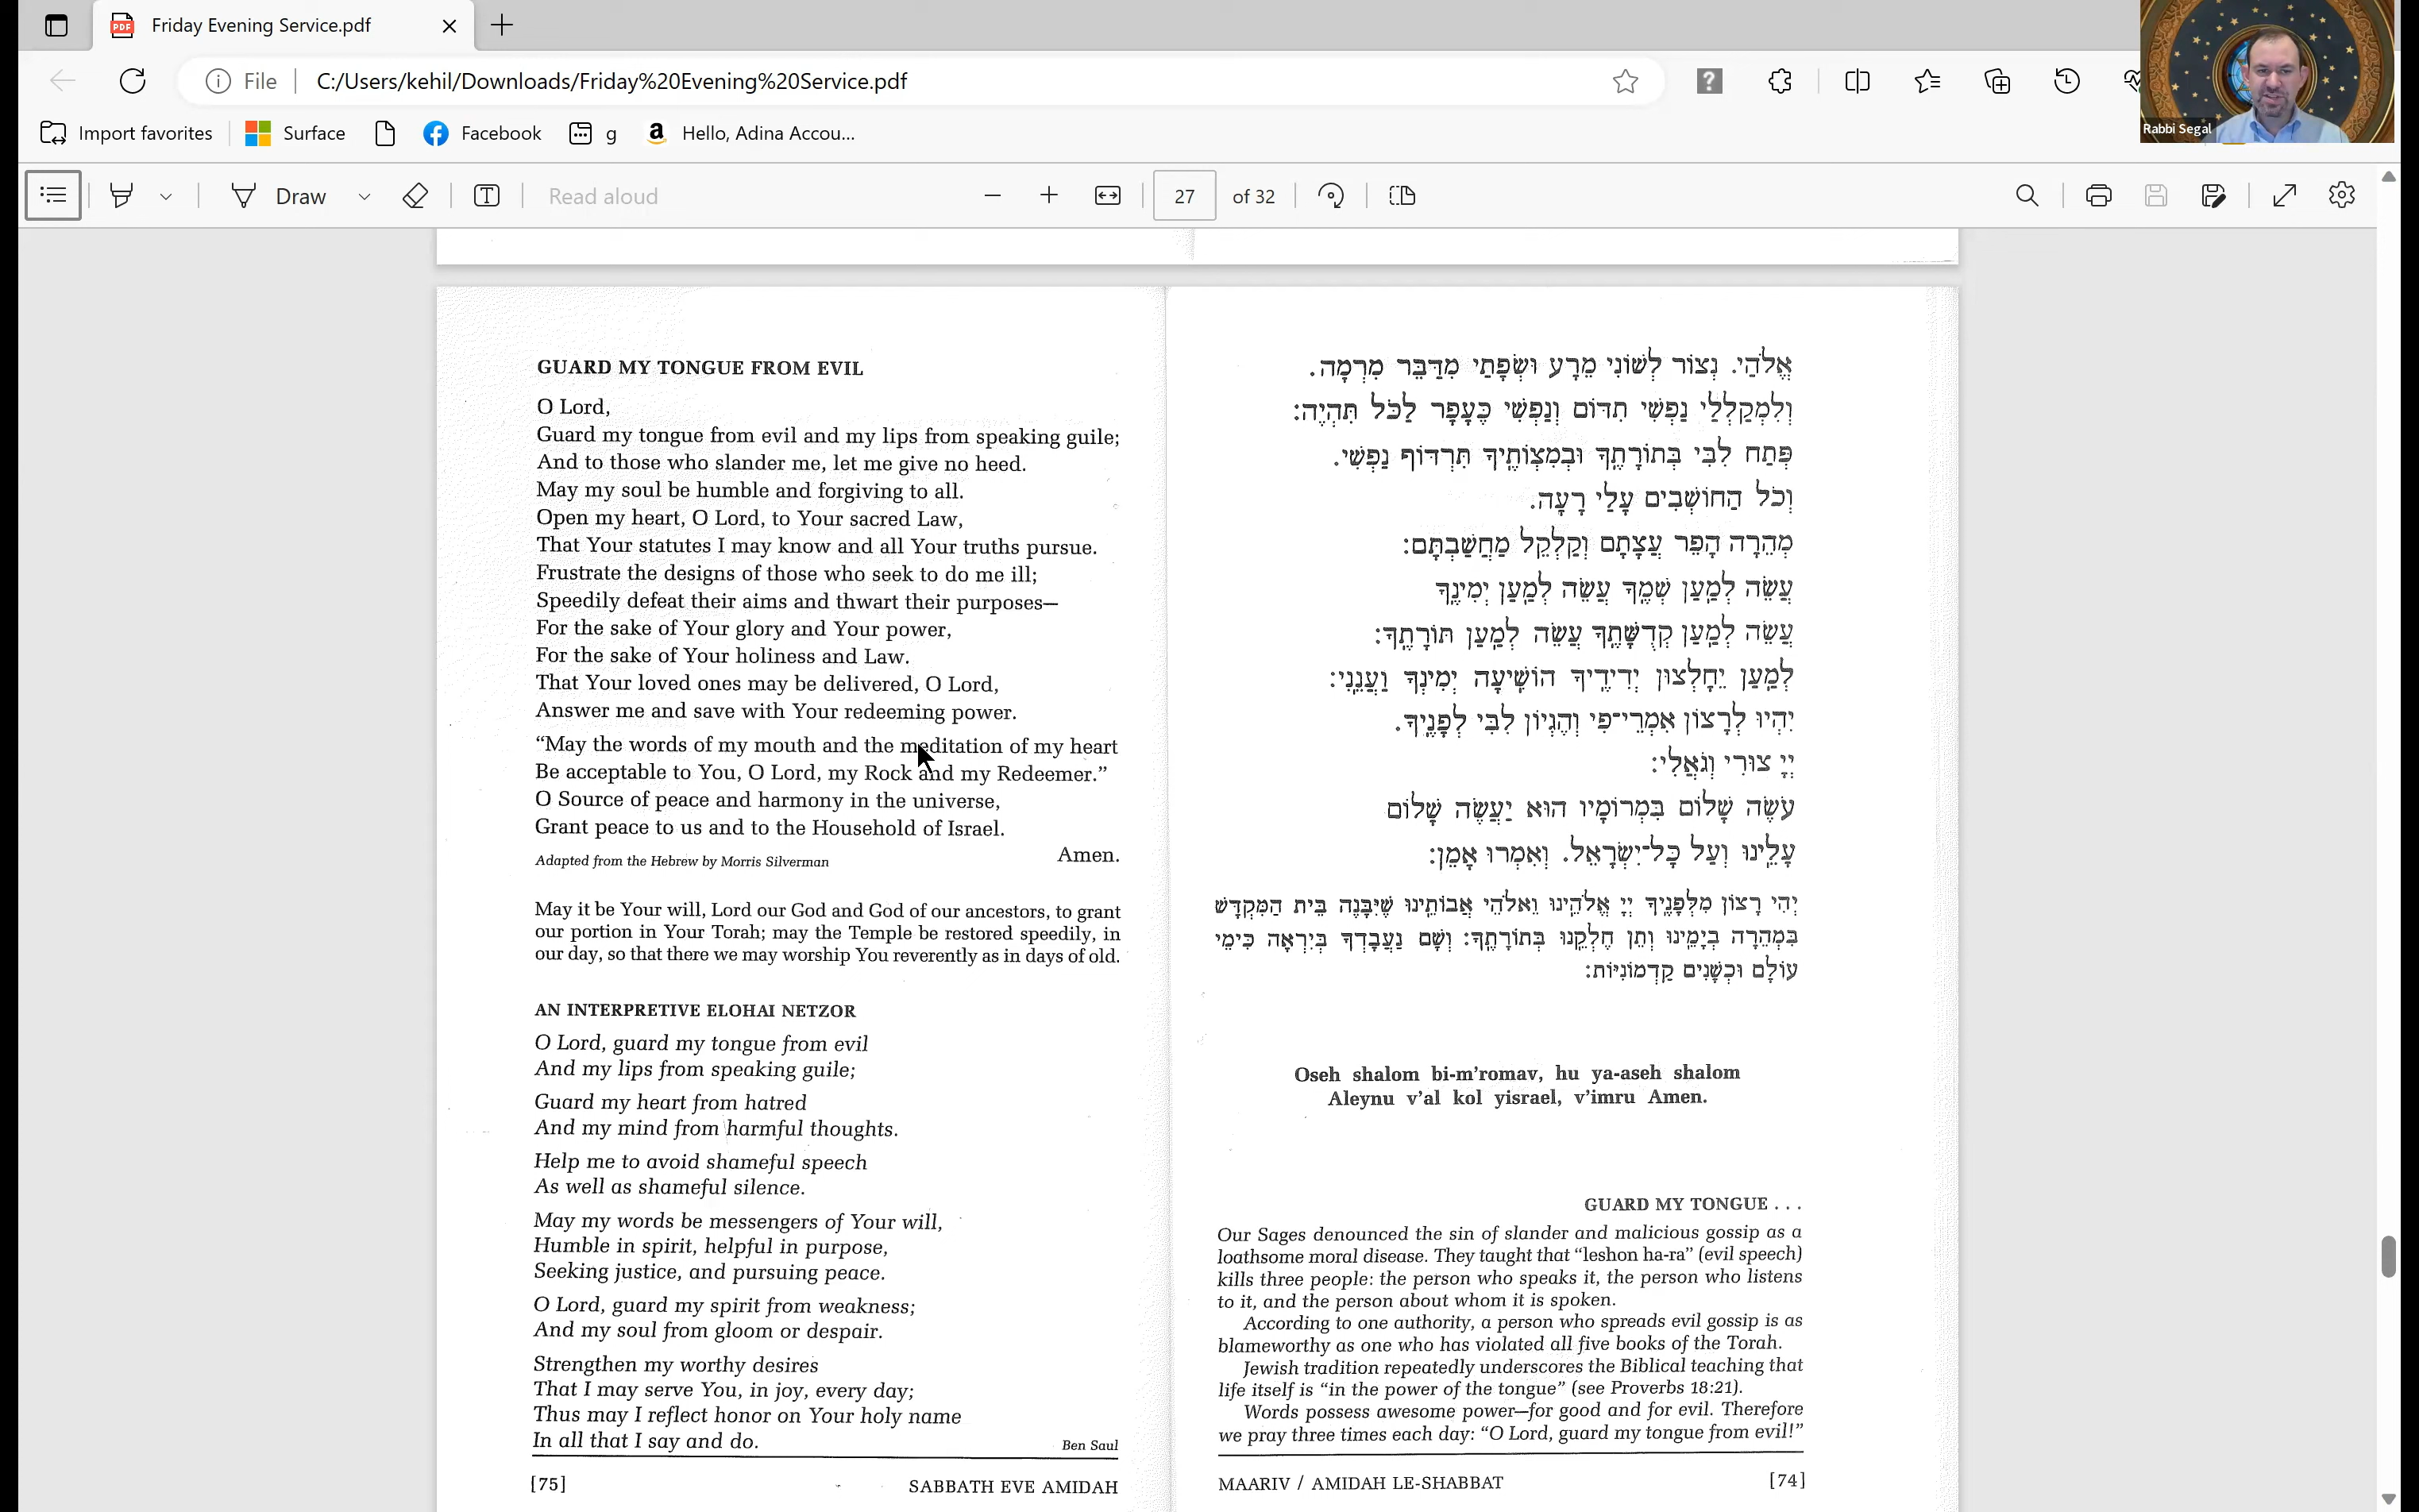 Friday Evening Service.pdf
File
C:/Users/kehil/Downloads/Friday%20Evening%20Service.pdf
Rabbi Segal
Import favorites
Surface
Facebook
g
Hello, Adina Accou...
Draw
Read aloud
27 of 32
GUARD MY TONGUE FROM EVIL
O Lord,
Guard my tongue from evil and my lips from speaking guile;
And to those who slander me, let me give no heed.
May my soul be humble and forgiving to all.
Open my heart, O Lord, to Your sacred Law,
That Your statutes I may know and all Your truths pursue.
Frustrate the designs of those who seek to do me ill;
Speedily defeat their aims and thwart their purposes—
For the sake of Your glory and Your power,
For the sake of Your holiness and Law.
That Your loved ones may be delivered, O Lord,
Answer me and save with Your redeeming power.
“May the words of my mouth and the meditation of my heart
Be acceptable to You, O Lord, my Rock and my Redeemer.”
O Source of peace and harmony in the universe,
Grant peace to us and to the Household of Israel.
Amen.
Adapted from the Hebrew by Morris Silverman
May it be Your will, Lord our God and God of our ancestors, to grant
our portion in Your Torah; may the Temple be restored speedily, in
our day, so that there we may worship You reverently as in days of old.
AN INTERPRETIVE ELOHAI NETZOR
O Lord, guard my tongue from evil
And my lips from speaking guile;
Guard my heart from hatred
And my mind from harmful thoughts.
Help me to avoid shameful speech
As well as shameful silence.
May my words be messengers of Your will,
Humble in spirit, helpful in purpose,
Seeking justice, and pursuing peace.
O Lord, guard my spirit from weakness;
And my soul from gloom or despair.
Strengthen my worthy desires
That I may serve You, in joy, every day;
Thus may I reflect honor on Your holy name
In all that I say and do.
Ben Saul
[75] SABBATH EVE AMIDAH
אֱלֹהַי. נְצוֹר לְשׁוֹנִי מֵרָע וּשְׂפָתַי מִדַּבֵּר מִרְמָה.
וְלִמְקַלְלַי נַפְשִׁי תִדּוֹם וְנַפְשִׁי כֶּעָפָר לַכֹּל תִּהְיֶה:
פְּתַח לִבִּי בְּתוֹרָתֶךָ וּבְמִצְוֹתֶיךָ תִּרְדּוֹף נַפְשִׁי.
וְכֹל הַחוֹשְׁבִים עָלַי רָעָה.
מְהֵרָה הָפֵר עֲצָתָם וְקַלְקֵל מַחֲשַׁבְתָּם:
עֲשֵׂה לְמַעַן שְׁמֶךָ עֲשֵׂה לְמַעַן יְמִינֶךָ
עֲשֵׂה לְמַעַן קְדֻשָּׁתֶךָ עֲשֵׂה לְמַעַן תּוֹרָתֶךָ:
לְמַעַן יֵחָלְצוּן יְדִידֶיךָ הוֹשִׁיעָה יְמִינְךָ וַעֲנֵנִי:
יִהְיוּ לְרָצוֹן אִמְרֵי־פִי וְהֶגְיוֹן לִבִּי לְפָנֶיךָ.
יְיָ צוּרִי וְגֹאֲלִי:
עֹשֶׂה שָׁלוֹם בִּמְרוֹמָיו הוּא יַעֲשֶׂה שָׁלוֹם
עָלֵינוּ וְעַל כָּל־יִשְׂרָאֵל. וְאִמְרוּ אָמֵן:
יְהִי רָצוֹן מִלְּפָנֶיךָ יְיָ אֱלֹהֵינוּ וֵאלֹהֵי אֲבוֹתֵינוּ שֶׁיִּבָּנֶה בֵּית הַמִּקְדָּשׁ
בִּמְהֵרָה בְיָמֵינוּ וְתֵן חֶלְקֵנוּ בְּתוֹרָתֶךָ: וְשָׁם נַעֲבָדְךָ בְּיִרְאָה כִּימֵי
עוֹלָם וּכְשָׁנִים קַדְמוֹנִיּוֹת:
Oseh shalom bi-m’romav, hu ya-aseh shalom
Aleynu v’al kol yisrael, v’imru Amen.
GUARD MY TONGUE . . .
Our Sages denounced the sin of slander and malicious gossip as a
loathsome moral disease. They taught that “leshon ha-ra” (evil speech)
kills three people: the person who speaks it, the person who listens
to it, and the person about whom it is spoken.
According to one authority, a person who spreads evil gossip is as
blameworthy as one who has violated all five books of the Torah.
Jewish tradition repeatedly underscores the Biblical teaching that
life itself is “in the power of the tongue” (see Proverbs 18:21).
Words possess awesome power—for good and for evil. Therefore
we pray three times each day: “O Lord, guard my tongue from evil!”
MAARIV / AMIDAH LE-SHABBAT [74]